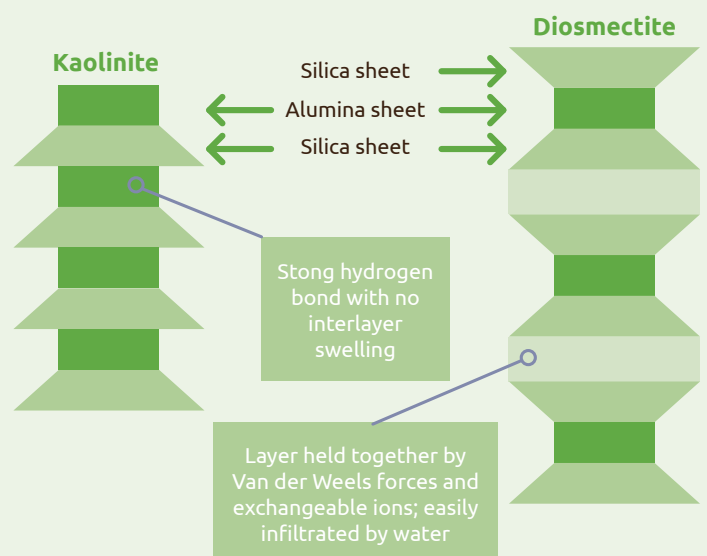 Diosmectite
Kaolinite
Silica sheet
Alumina sheet
Silica sheet
Stong hydrogen
bond with no
interlayer
swelling
Layer held together by
Van der Weels forces and
exchangeable ions; easily
infiltrated by water